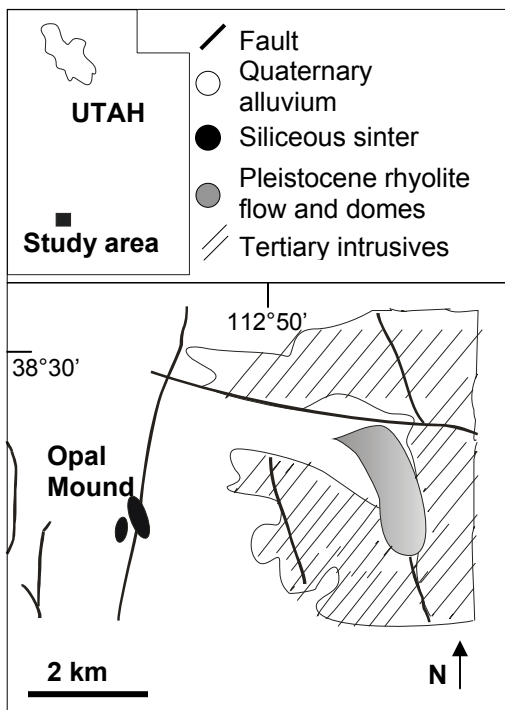 UTAH
Study area
Fault
Quaternary
alluvium
Siliceous sinter
Pleistocene rhyolite
flow and domes
Tertiary intrusives
112°50’
38°30’
Opal
Mound
2 km
N